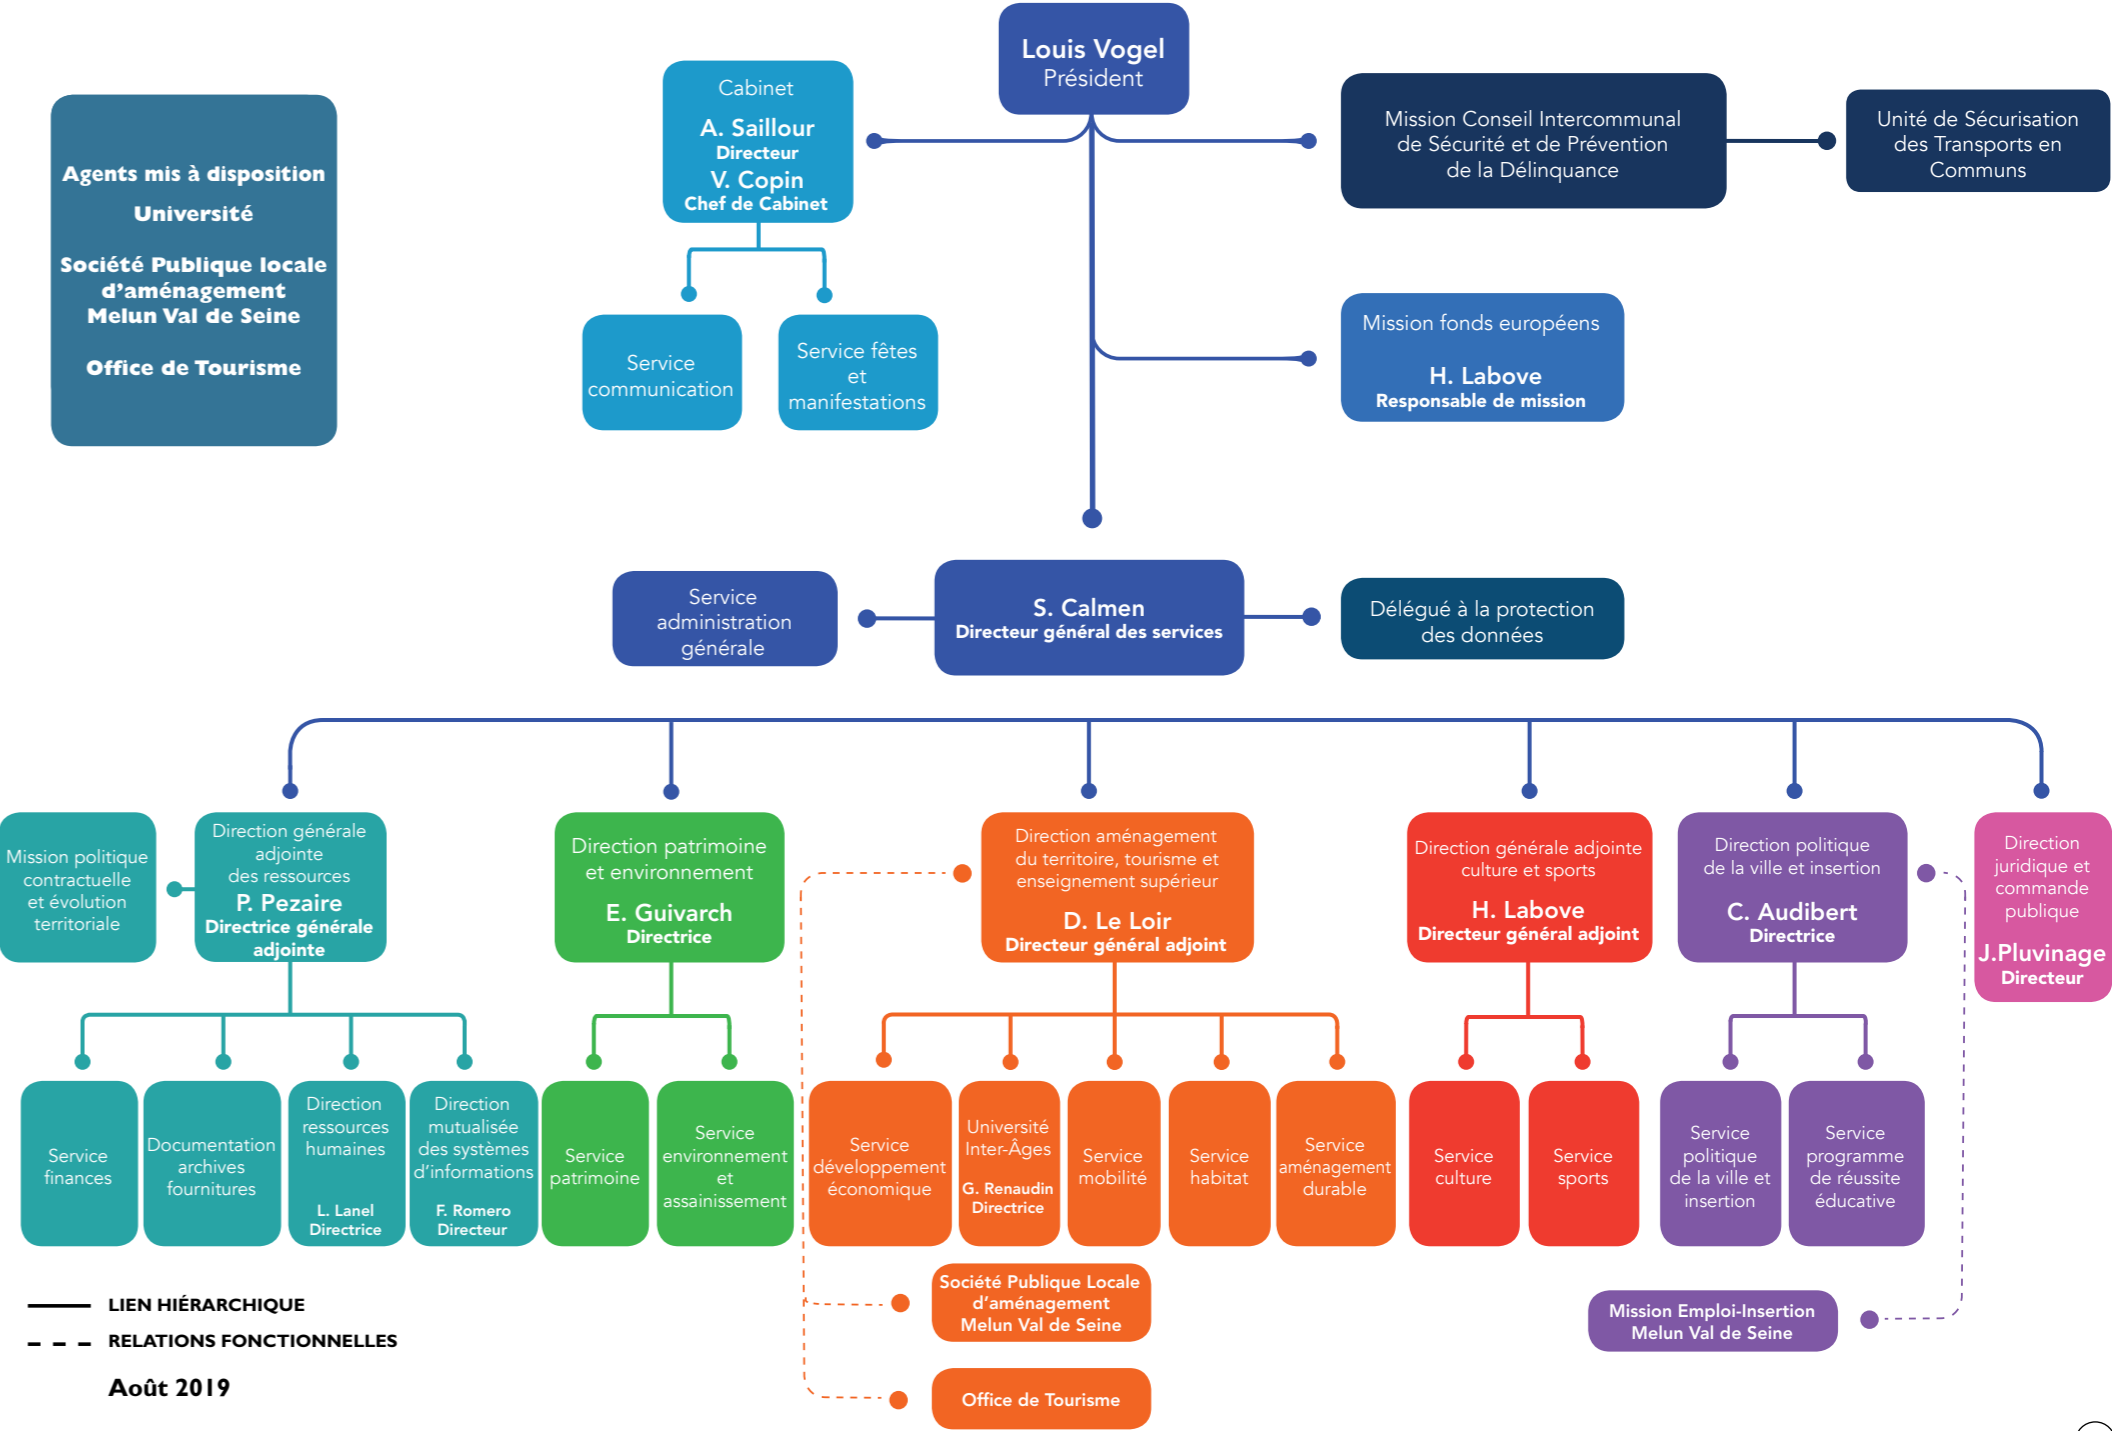 Louis Vogel
Président
Cabinet
A. Saillour
Directeur
V. Copin
Chef de Cabinet
Mission Conseil Intercommunal
de Sécurité et de Prévention
de la Délinquance
Unité de Sécurisation
des Transports en
Communs
Agents mis à disposition
Université
Société Publique locale
d'aménagement
Melun Val de Seine
Office de Tourisme
Service
communication
Service fêtes
et
manifestations
Mission fonds européens
H. Labove
Responsable de mission
Service
administration
générale
S. Calmen
Directeur général des services
Délégué à la protection
des données
Mission politique
contractuelle
et évolution
territoriale
Direction générale
adjointe
des ressources
P. Pezaire
Directrice générale
adjointe
Direction patrimoine
et environnement
E. Guivarch
Directrice
Direction aménagement
du territoire, tourisme et
enseignement supérieur
D. Le Loir
Directeur général adjoint
Direction générale adjointe
culture et sports
H. Labove
Directeur général adjoint
Direction politique
de la ville et insertion
C. Audibert
Directrice
Direction
juridique et
commande
publique
J.Pluvinage
Directeur
Service
finances
Documentation
archives
fournitures
Direction
ressources
humaines
L. Lanel
Directrice
Direction
mutualisée
des systèmes
d'informations
F. Romero
Directeur
Service
patrimoine
Service
environnement
et
assainissement
Service
développement
économique
Université
Inter-Âges
G. Renaudin
Directrice
Service
mobilité
Service
habitat
Service
aménagement
durable
Service
culture
Service
sports
Service
politique
de la ville et
insertion
Service
programme
de réussite
éducative
Société Publique Locale
d'aménagement
Melun Val de Seine
Office de Tourisme
Mission Emploi-Insertion
Melun Val de Seine
LIEN HIÉRARCHIQUE
RELATIONS FONCTIONNELLES
Août 2019